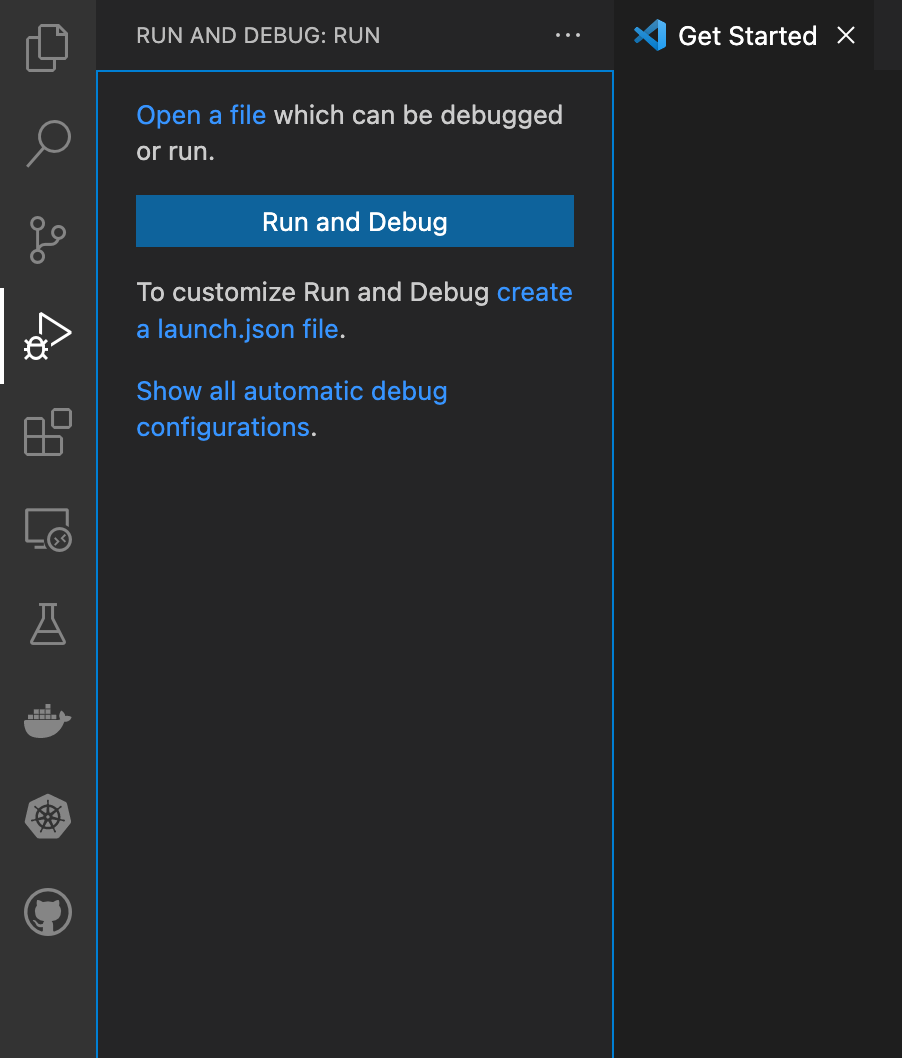 RUN AND DEBUG: RUN
Get Started
Open a file which can be debugged
or run.
Run and Debug
To customize Run and Debug create
a launch.json file.
Show all automatic debug
configurations.